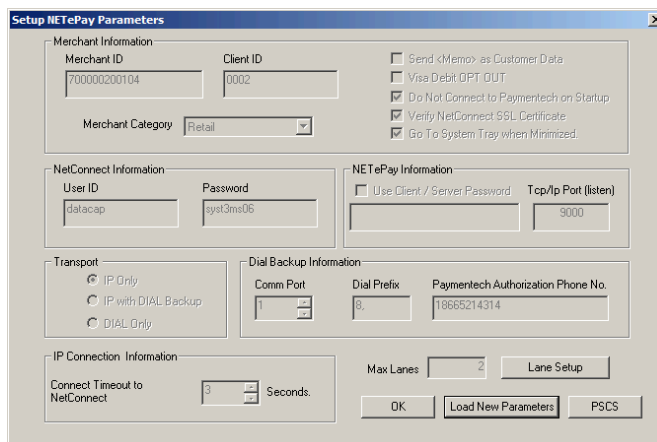 Setup NETePay Parameters
Merchant Information
Merchant ID
Client ID
700000200104
0002
Merchant Category
Retail
Send <Memo> as Customer Data
Visa Debit OPT OUT
Do Not Connect to Paymentech on Startup
Verify NetConnect SSL Certificate
Go To System Tray when Minimized.
NetConnect Information
User ID
Password
datacap
syst3ms06
NETePay Information
Use Client / Server Password
Tcp/Ip Port (listen)
9000
Transport
IP Only
IP with DIAL Backup
DIAL Only
Dial Backup Information
Comm Port
Dial Prefix
Paymentech Authorization Phone No.
1
8,
18665214314
IP Connection Information
Connect Timeout to NetConnect
3
Seconds.
Max Lanes
2
Lane Setup
OK
Load New Parameters
PSCS